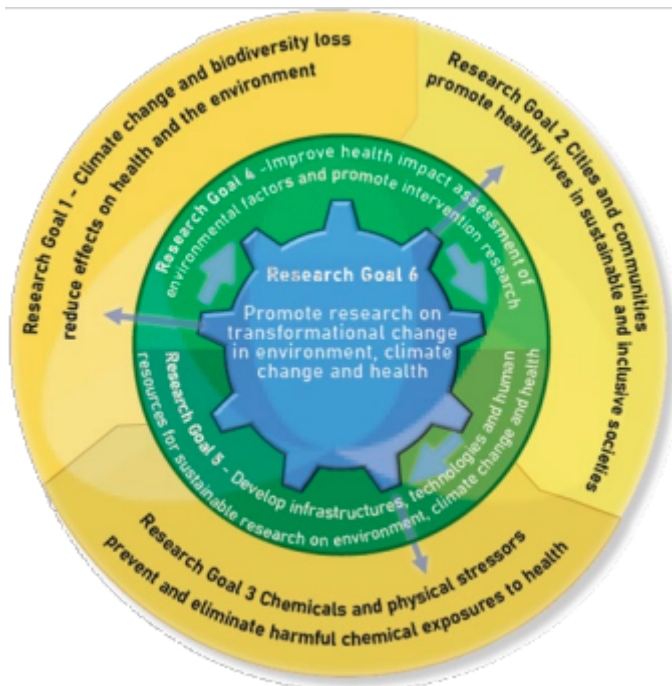 Research Goal 1 - Climate change and biodiversity loss
reduce effects on health and the environment
Research Goal 2 Cities and communities
promote healthy lives in sustainable and inclusive societies
Research Goal 4 -Improve health impact assessment of
environmental factors and promote intervention research
Research Goal 6
Promote research on
transformational change
in environment, climate
change and health
resources for sustainable research on environment, climate change and health
Research Goal 5 - Develop infrastructures, technologies and human
Research Goal 3 Chemicals and physical stressors
prevent and eliminate harmful chemical exposures to health